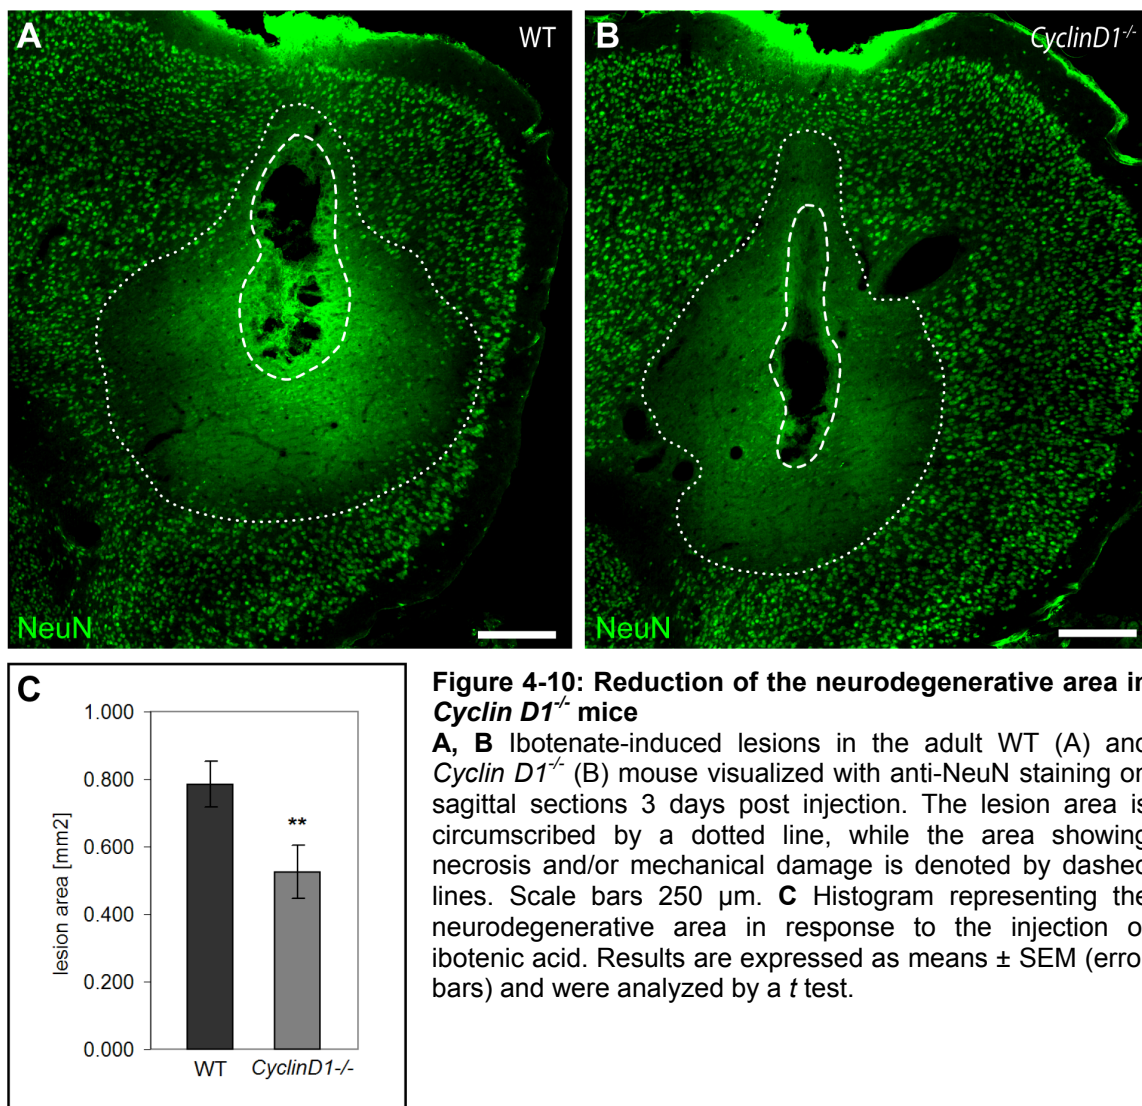 A
WT
NeuN
B
CyclinD1-/-
NeuN
C
1.000
0.800
0.600
0.400
0.200
0.000
lesion area [mm2]
**
WT
CyclinD1-/-
Figure 4-10: Reduction of the neurodegenerative area in
Cyclin D1-/- mice
A, B Ibotenate-induced lesions in the adult WT (A) and
Cyclin D1-/- (B) mouse visualized with anti-NeuN staining on
sagittal sections 3 days post injection. The lesion area is
circumscribed by a dotted line, while the area showing
necrosis and/or mechanical damage is denoted by dashed
lines. Scale bars 250 µm. C Histogram representing the
neurodegenerative area in response to the injection o
ibotenic acid. Results are expressed as means ± SEM (erro
bars) and were analyzed by a t test.